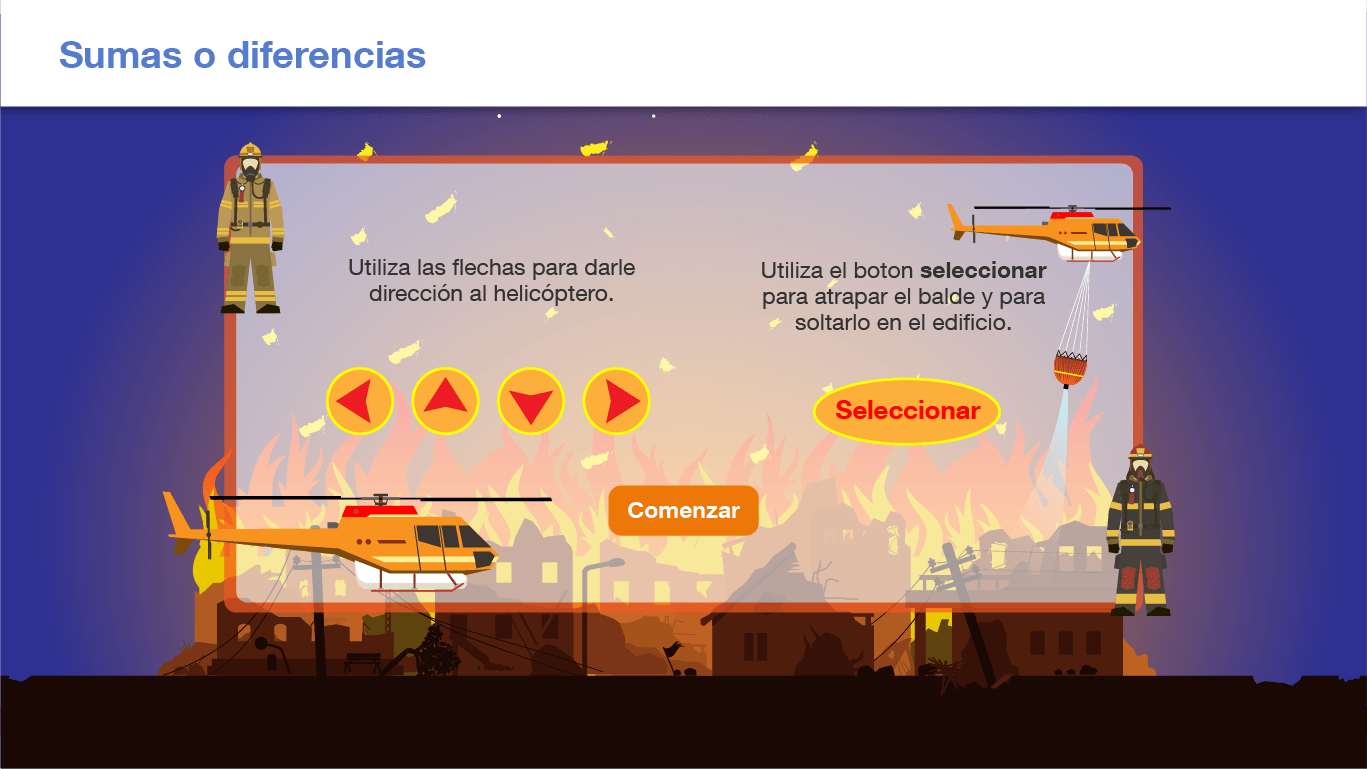 Sumas o diferencias
Utiliza las flechas para darle
dirección al helicóptero.
Utiliza el boton seleccionar
para atrapar el balde y para
soltarlo en el edificio.
Seleccionar
Comenzar